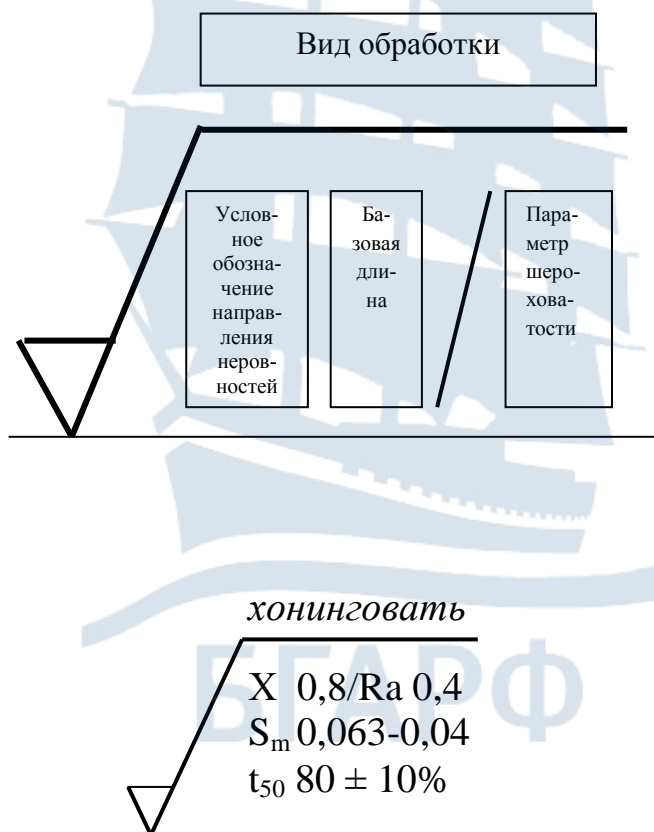 Вид обработки
Услов-
ное
обозна-
чение
направ-
ления
неров-
ностей
Ба-
зовая
дли-
на
Пара-
метр
шеро-
хова-
тости
хонинговать
X 0,8/Ra 0,4
Sm 0,063-0,04
t50 80 ± 10%
БГАРФ